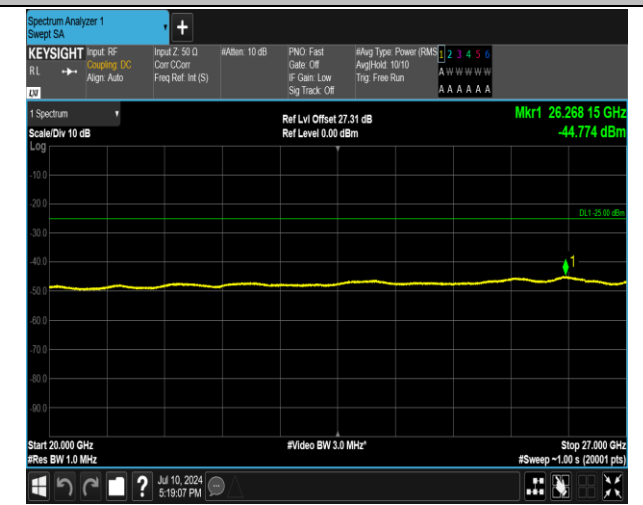 Spectrum Analyzer 1
Swept SA
+
KEYSIGHT
RL
LXI
Input: RF
Coupling: DC
Align: Auto
Input Z: 50 Ω
Corr CCorr
Freq Ref: Int (S)
#Atten: 10 dB
PNO: Fast
Gate: Off
IF Gain: Low
Sig Track: Off
#Avg Type: Power (RMS
Avg|Hold: 10/10
Trig: Free Run
1 2 3 4 5 6
A W W W W W
A A A A A A
1 Spectrum
Scale/Div 10 dB
Log
Ref Lvl Offset 27.31 dB
Ref Level 0.00 dBm
Mkr1 26.268 15 GHz
-44.774 dBm
-10.0
-20.0
DL1 -25.00 dBm
-30.0
-40.0
1
-50.0
-60.0
-70.0
-80.0
-90.0
Start 20.000 GHz
#Res BW 1.0 MHz
#Video BW 3.0 MHz*
Stop 27.000 GHz
#Sweep ~1.00 s (20001 pts)
?
Jul 10, 2024
5:19:07 PM